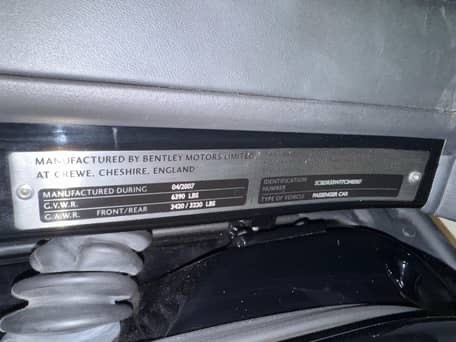 MANUFACTURED BY BENTLEY MOTORS LIMITED
AT CREWE, CHESHIRE, ENGLAND
MANUFACTURED DURING 04/2007
G.V.W.R. 6390 LBS
G.A.W.R. FRONT/REAR 3420 / 3230 LBS
IDENTIFICATION
NUMBER
TYPE OF VEHICLE PASSENGER CAR